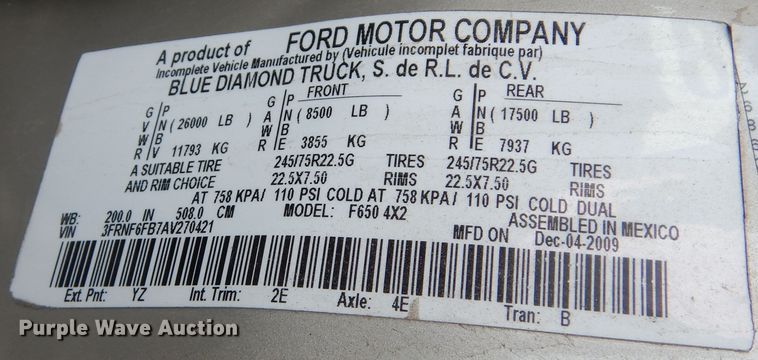 A product of FORD MOTOR COMPANY
Incomplete Vehicle Manufactured by (Vehicule incomplet fabrique par)
BLUE DIAMOND TRUCK, S. de R.L. de C.V.
FRONT REAR
G P G P G P
V N ( 26000 LB ) A N ( 8500 LB ) A N ( 17500 LB )
W B W B W B
R V 11793 KG R E 3855 KG R E 7937 KG
A SUITABLE TIRE 245/75R22.5G TIRES 245/75R22.5G TIRES
AND RIM CHOICE 22.5X7.50 RIMS 22.5X7.50 RIMS
AT 758 KPA/ 110 PSI COLD AT 758 KPA/ 110 PSI COLD DUAL
WB: 200.0 IN 508.0 CM MODEL: F650 4X2 ASSEMBLED IN MEXICO
VIN 3FRNF6FB7AV270421 MFD ON Dec-04-2009
Ext. Pnt: YZ Int. Trim: 2E Axle: 4E Tran: B
Purple Wave Auction